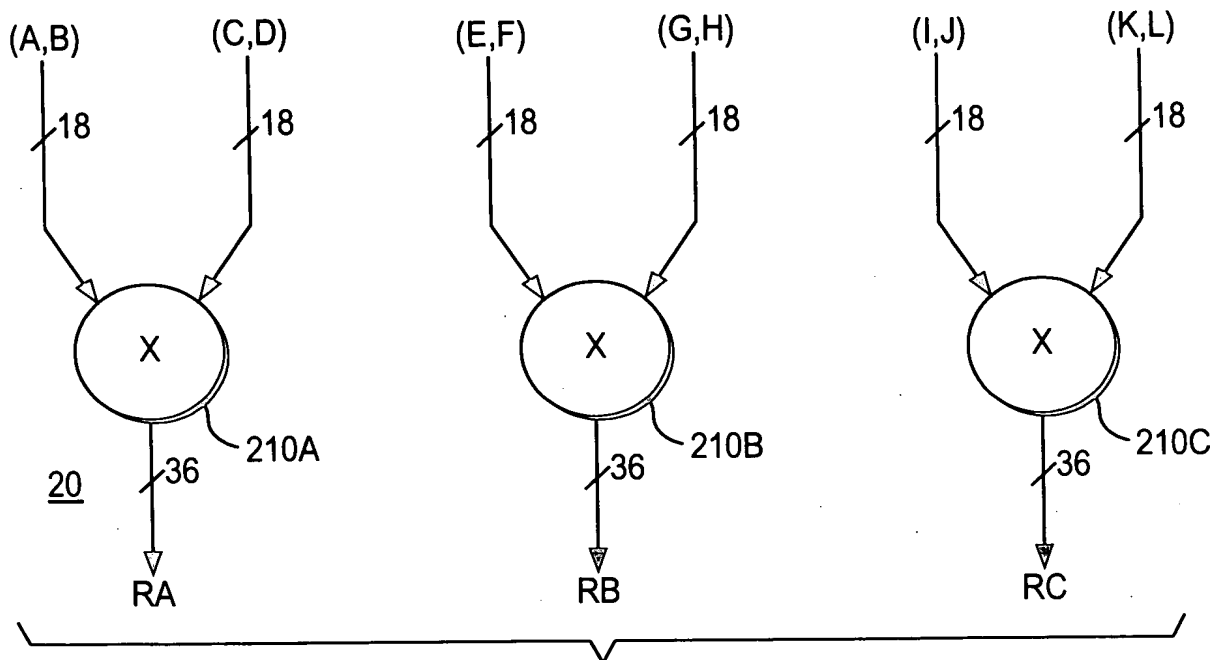 (A,B) (C,D) (E,F) (G,H) (I,J) (K,L)
18 18 18 18 18 18
X X X
210A 210B 210C
20 36 36 36
RA RB RC